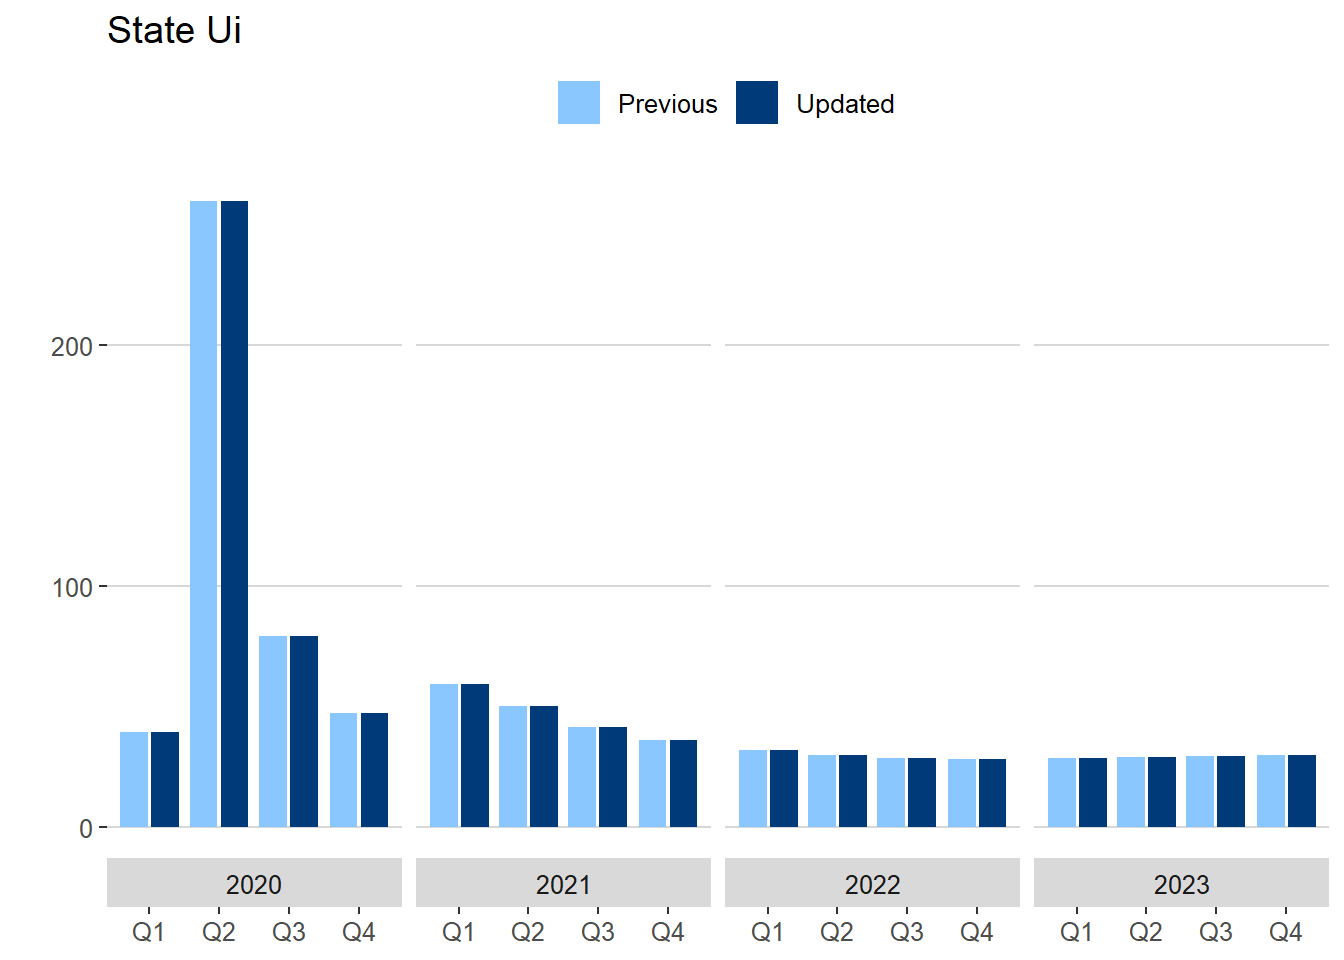 State Ui
Previous Updated
200
100
0
2020 2021 2022 2023
Q1 Q2 Q3 Q4 Q1 Q2 Q3 Q4 Q1 Q2 Q3 Q4 Q1 Q2 Q3 Q4